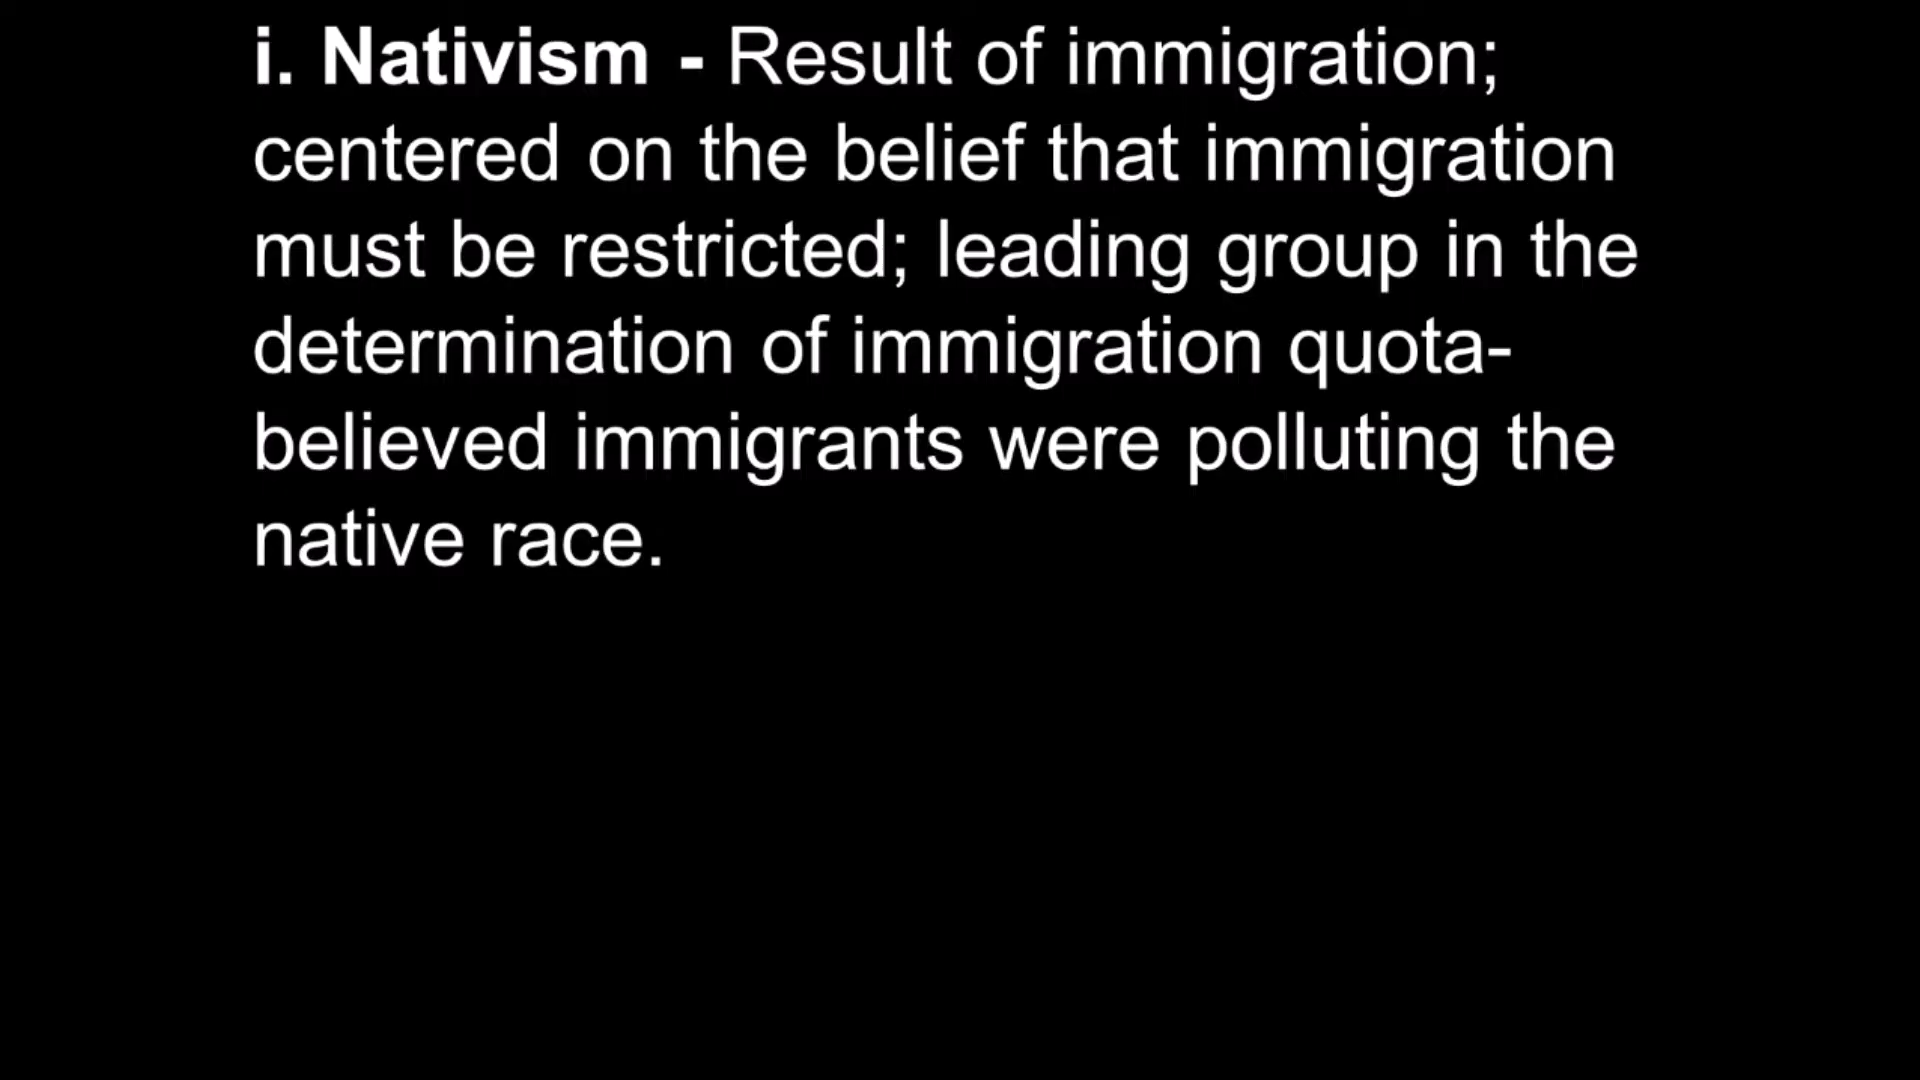 i. Nativism - Result of immigration;
centered on the belief that immigration
must be restricted; leading group in the
determination of immigration quota-
believed immigrants were polluting the
native race.